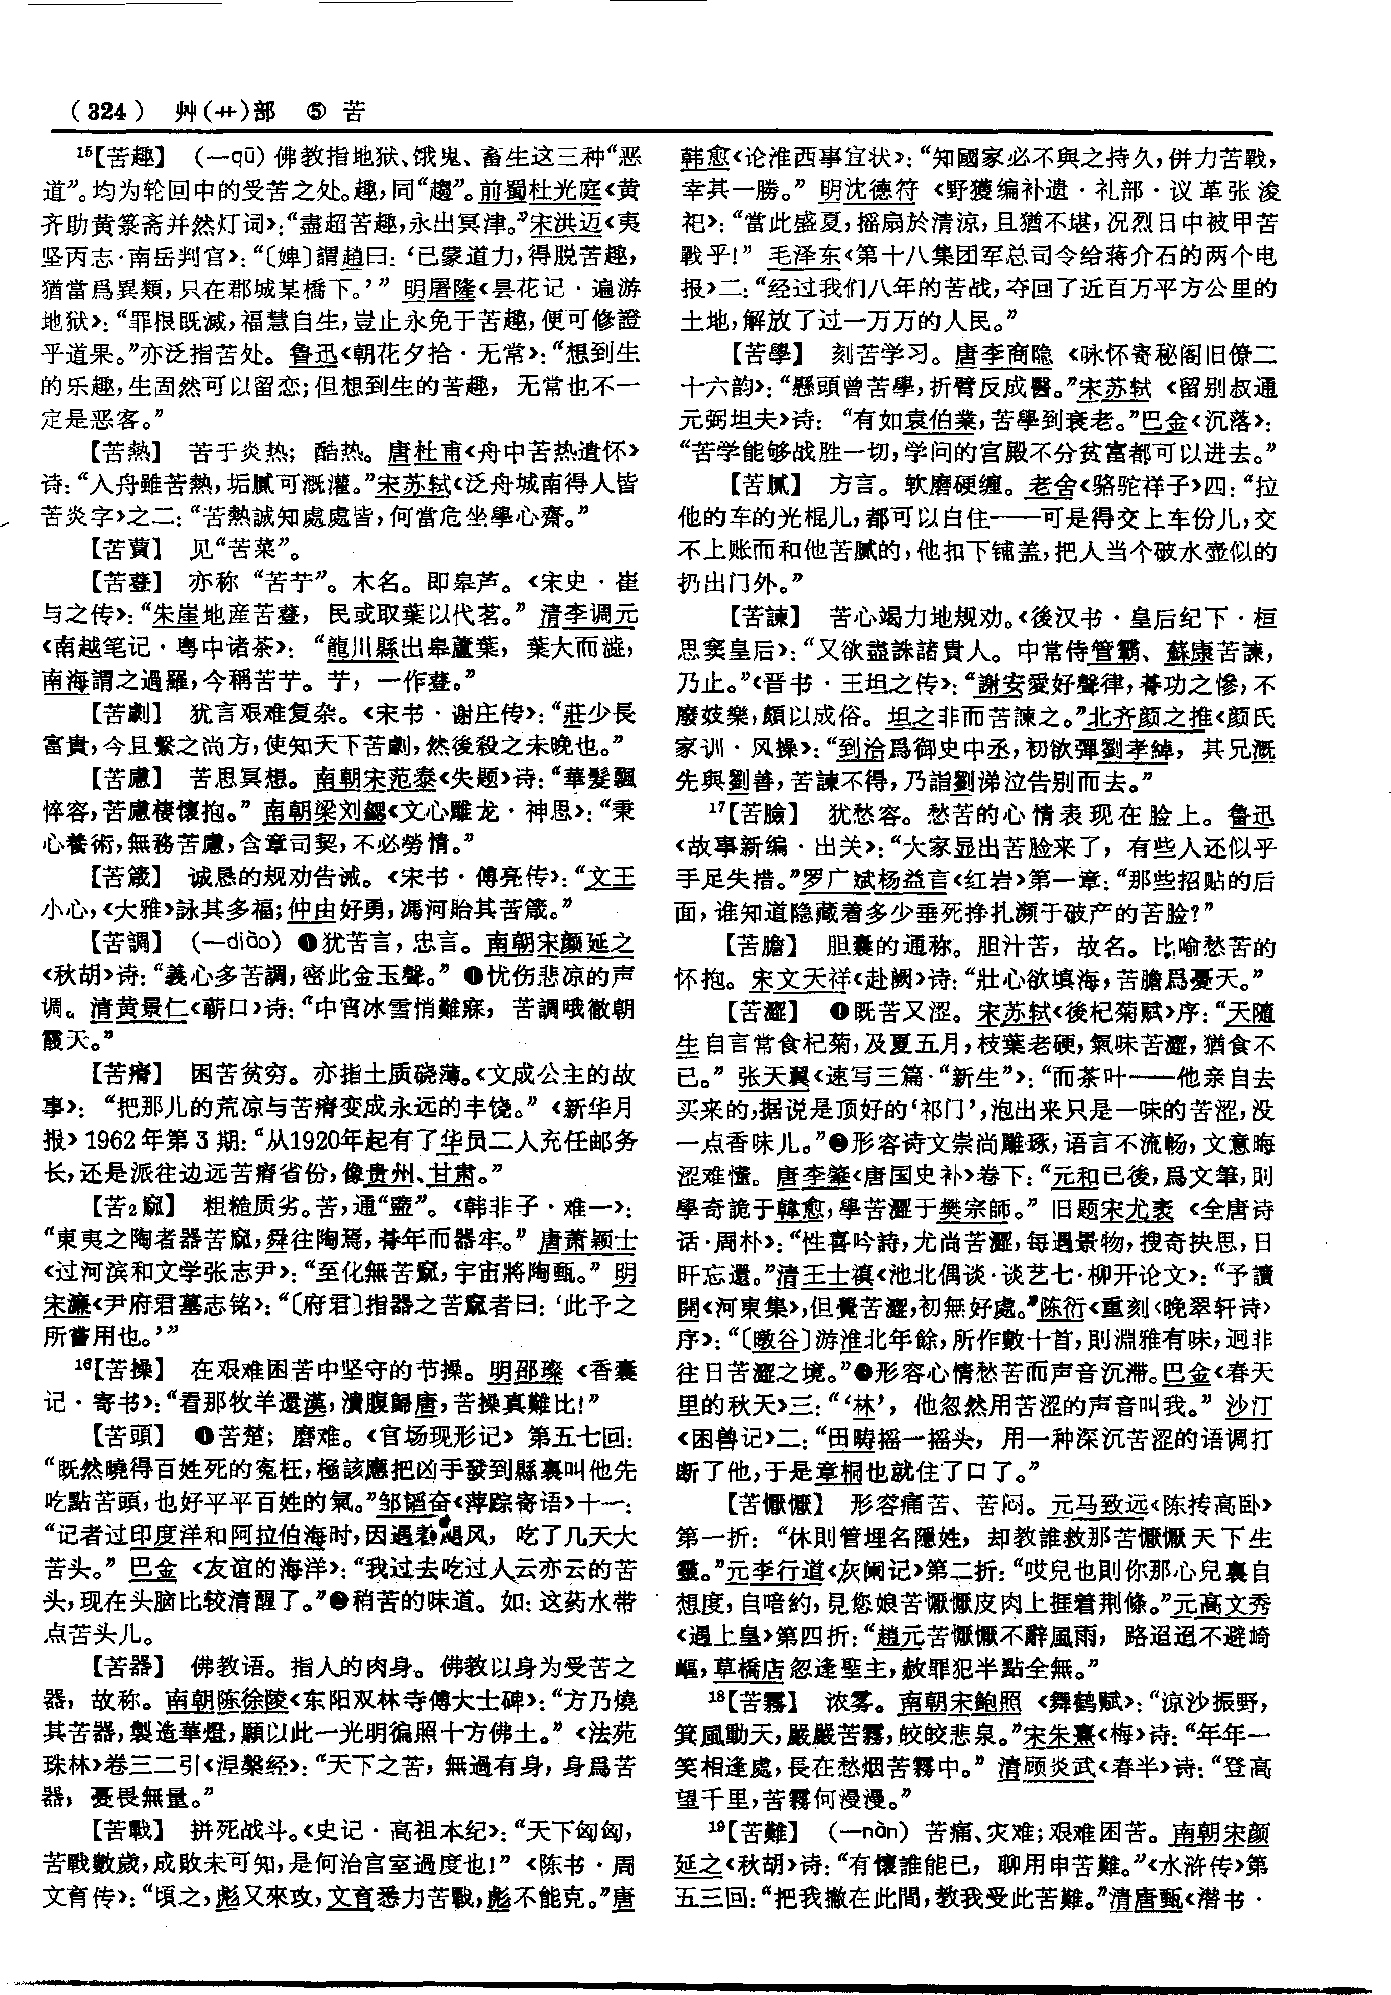 （324） 艸(艹)部 ⑤ 苦
15【苦趣】 （—qū）佛教指地狱、饿鬼、畜生这三种“恶
道”。均为轮回中的受苦之处。趣，同“趨”。前蜀杜光庭《黄
齐助黄箓斋并然灯词》：“盡超苦趣，永出冥津。”宋洪迈《夷
坚丙志·南岳判官》：“〔婢〕謂趙曰：‘已蒙道力，得脱苦趣，
猶當爲異類，只在郡城某橋下。’” 明屠隆《昙花记·遍游
地狱》：“罪根既滅，福慧自生，豈止永免于苦趣，便可修證
乎道果。”亦泛指苦处。鲁迅《朝花夕拾·无常》：“想到生
的乐趣，生固然可以留恋；但想到生的苦趣，无常也不一
定是恶客。”
【苦熱】 苦于炎热；酷热。唐杜甫《舟中苦热遣怀》
诗：“入舟雖苦熱，垢膩可溉灌。”宋苏轼《泛舟城南得人皆
苦炎字》之二：“苦熱誠知處處皆，何當危坐學心齋。”
【苦蕒】 见“苦菜”。
【苦䔲】 亦称“苦艼”。木名。即皋芦。《宋史·崔
与之传》：“朱崖地産苦䔲，民或取葉以代茗。” 清李调元
《南越笔记·粤中诸茶》：“龍川縣出皋蘆葉，葉大而澁，
南海謂之過羅，今稱苦艼。艼，一作䔲。”
【苦劇】 犹言艰难复杂。《宋书·谢庄传》：“莊少長
富貴，今且繫之尚方，使知天下苦劇，然後殺之未晚也。”
【苦慮】 苦思冥想。南朝宋范泰《失题》诗：“華髮飄
悴容，苦慮棲懷抱。” 南朝梁刘勰《文心雕龙·神思》：“秉
心養術，無務苦慮，含章司契，不必勞情。”
【苦箴】 诚恳的规劝告诫。《宋书·傅亮传》：“文王
小心，《大雅》詠其多福；仲由好勇，馮河貽其苦箴。”
【苦調】 （—diào） ❶犹苦言，忠言。南朝宋颜延之
《秋胡》诗：“義心多苦調，密此金玉聲。” ❶忧伤悲凉的声
调。清黄景仁《蕲口》诗：“中宵冰雪悄難寐，苦調哦徹朝
霞天。”
【苦瘠】 困苦贫穷。亦指土质硗薄。《文成公主的故
事》：“把那儿的荒凉与苦瘠变成永远的丰饶。”《新华月
报》1962年第3期：“从1920年起有了华员二人充任邮务
长，还是派往边远苦瘠省份，像贵州、甘肃。”
【苦2窳】 粗糙质劣。苦，通“盬”。《韩非子·难一》：
“東夷之陶者器苦窳，舜往陶焉，朞年而器牢。” 唐萧颖士
《过河滨和文学张志尹》：“至化無苦窳，宇宙將陶甄。” 明
宋濂《尹府君墓志铭》：“〔府君〕指器之苦窳者曰：‘此予之
所嘗用也。’”
16【苦操】 在艰难困苦中坚守的节操。明邵璨《香囊
记·寄书》：“看那牧羊還漢，潰腹歸唐，苦操真難比！”
【苦頭】 ❶苦楚；磨难。《官场现形记》第五七回：
“既然曉得百姓死的寃枉，極該應把凶手發到縣裏叫他先
吃點苦頭，也好平平百姓的氣。”邹韬奋《萍踪寄语》十一：
“记者过印度洋和阿拉伯海时，因遇着飓风，吃了几天大
苦头。” 巴金《友谊的海洋》：“我过去吃过人云亦云的苦
头，现在头脑比较清醒了。”❷稍苦的味道。如：这药水带
点苦头儿。
【苦器】 佛教语。指人的肉身。佛教以身为受苦之
器，故称。南朝陈徐陵《东阳双林寺傅大士碑》：“方乃燒
其苦器，製造華燈，願以此一光明徧照十方佛土。”《法苑
珠林》卷三二引《涅槃经》：“天下之苦，無過有身，身爲苦
器，憂畏無量。”
【苦戰】 拼死战斗。《史记·高祖本纪》：“天下匈匈，
苦戰數歲，成敗未可知，是何治宫室過度也！”《陈书·周
文育传》：“頃之，彪又來攻，文育悉力苦戰，彪不能克。”唐
韩愈《论淮西事宜状》：“知國家必不與之持久，併力苦戰，
幸其一勝。” 明沈德符《野獲编补遗·礼部·议革张浚
祀》：“當此盛夏，摇扇於清凉，且猶不堪，况烈日中被甲苦
戰乎！” 毛泽东《第十八集团军总司令给蒋介石的两个电
报》二：“经过我们八年的苦战，夺回了近百万平方公里的
土地，解放了过一万万的人民。”
【苦學】 刻苦学习。唐李商隐《咏怀寄秘阁旧僚二
十六韵》：“懸頭曾苦學，折臂反成醫。”宋苏轼《留别叔通
元弼坦夫》诗：“有如袁伯業，苦學到衰老。”巴金《沉落》：
“苦学能够战胜一切，学问的宫殿不分贫富都可以进去。”
【苦膩】 方言。软磨硬缠。老舍《骆驼祥子》四：“拉
他的车的光棍儿，都可以白住——可是得交上车份儿，交
不上账而和他苦腻的，他扣下铺盖，把人当个破水壶似的
扔出门外。”
【苦諫】 苦心竭力地规劝。《後汉书·皇后纪下·桓
思窦皇后》：“又欲盡誅諸貴人。中常侍管霸、蘇康苦諫，
乃止。”《晋书·王坦之传》：“謝安愛好聲律，朞功之慘，不
廢妓樂，頗以成俗。坦之非而苦諫之。”北齐颜之推《颜氏
家训·风操》：“到洽爲御史中丞，初欲彈劉孝綽，其兄溉
先與劉善，苦諫不得，乃詣劉涕泣告别而去。”
17【苦臉】 犹愁容。愁苦的心情表现在脸上。鲁迅
《故事新编·出关》：“大家显出苦脸来了，有些人还似乎
手足失措。”罗广斌杨益言《红岩》第一章：“那些招贴的后
面，谁知道隐藏着多少垂死挣扎濒于破产的苦脸？”
【苦膽】 胆囊的通称。胆汁苦，故名。比喻愁苦的
怀抱。宋文天祥《赴阙》诗：“壯心欲填海，苦膽爲憂天。”
【苦澀】 ❶既苦又涩。宋苏轼《後杞菊赋》序：“天随
生自言常食杞菊，及夏五月，枝葉老硬，氣味苦澀，猶食不
已。” 张天翼《速写三篇·“新生”》：“而茶叶——他亲自去
买来的，据说是顶好的‘祁门’，泡出来只是一味的苦涩，没
一点香味儿。”❷形容诗文崇尚雕琢，语言不流畅，文意晦
涩难懂。唐李肇《唐国史补》卷下：“元和已後，爲文筆，則
學奇詭于韓愈，學苦澀于樊宗師。” 旧题宋尤袤《全唐诗
话·周朴》：“性喜吟詩，尤尚苦澀，每遇景物，搜奇抉思，日
旰忘還。”清王士禛《池北偶谈·谈艺七·柳开论文》：“予讀
開《河東集》，但覺苦澀，初無好處。”陈衍《重刻〈晚翠轩诗〉
序》：“〔暾谷〕游淮北年餘，所作數十首，則淵雅有味，迥非
往日苦澀之境。”❸形容心情愁苦而声音沉滞。巴金《春天
里的秋天》三：“‘林’，他忽然用苦涩的声音叫我。” 沙汀
《困兽记》二：“田畴摇一摇头，用一种深沉苦涩的语调打
断了他，于是章桐也就住了口了。”
【苦懨懨】 形容痛苦、苦闷。元马致远《陈抟高卧》
第一折：“休則管埋名隱姓，却教誰救那苦懨懨天下生
靈。”元李行道《灰阑记》第二折：“哎兒也則你那心兒裏自
想度，自喑約，見您娘苦懨懨皮肉上捱着荆條。”元高文秀
《遇上皇》第四折：“趙元苦懨懨不辭風雨，路迢迢不避崎
嶇，草橋店忽逢聖主，赦罪犯半點全無。”
18【苦霧】 浓雾。南朝宋鲍照《舞鹤赋》：“涼沙振野，
箕風動天，嚴嚴苦霧，皎皎悲泉。”宋朱熹《梅》诗：“年年一
笑相逢處，長在愁烟苦霧中。” 清顾炎武《春半》诗：“登高
望千里，苦霧何漫漫。”
19【苦難】 （—nàn）苦痛、灾难；艰难困苦。南朝宋颜
延之《秋胡》诗：“有懷誰能已，聊用申苦難。”《水浒传》第
五三回：“把我撇在此間，教我受此苦難。”清唐甄《潜书·